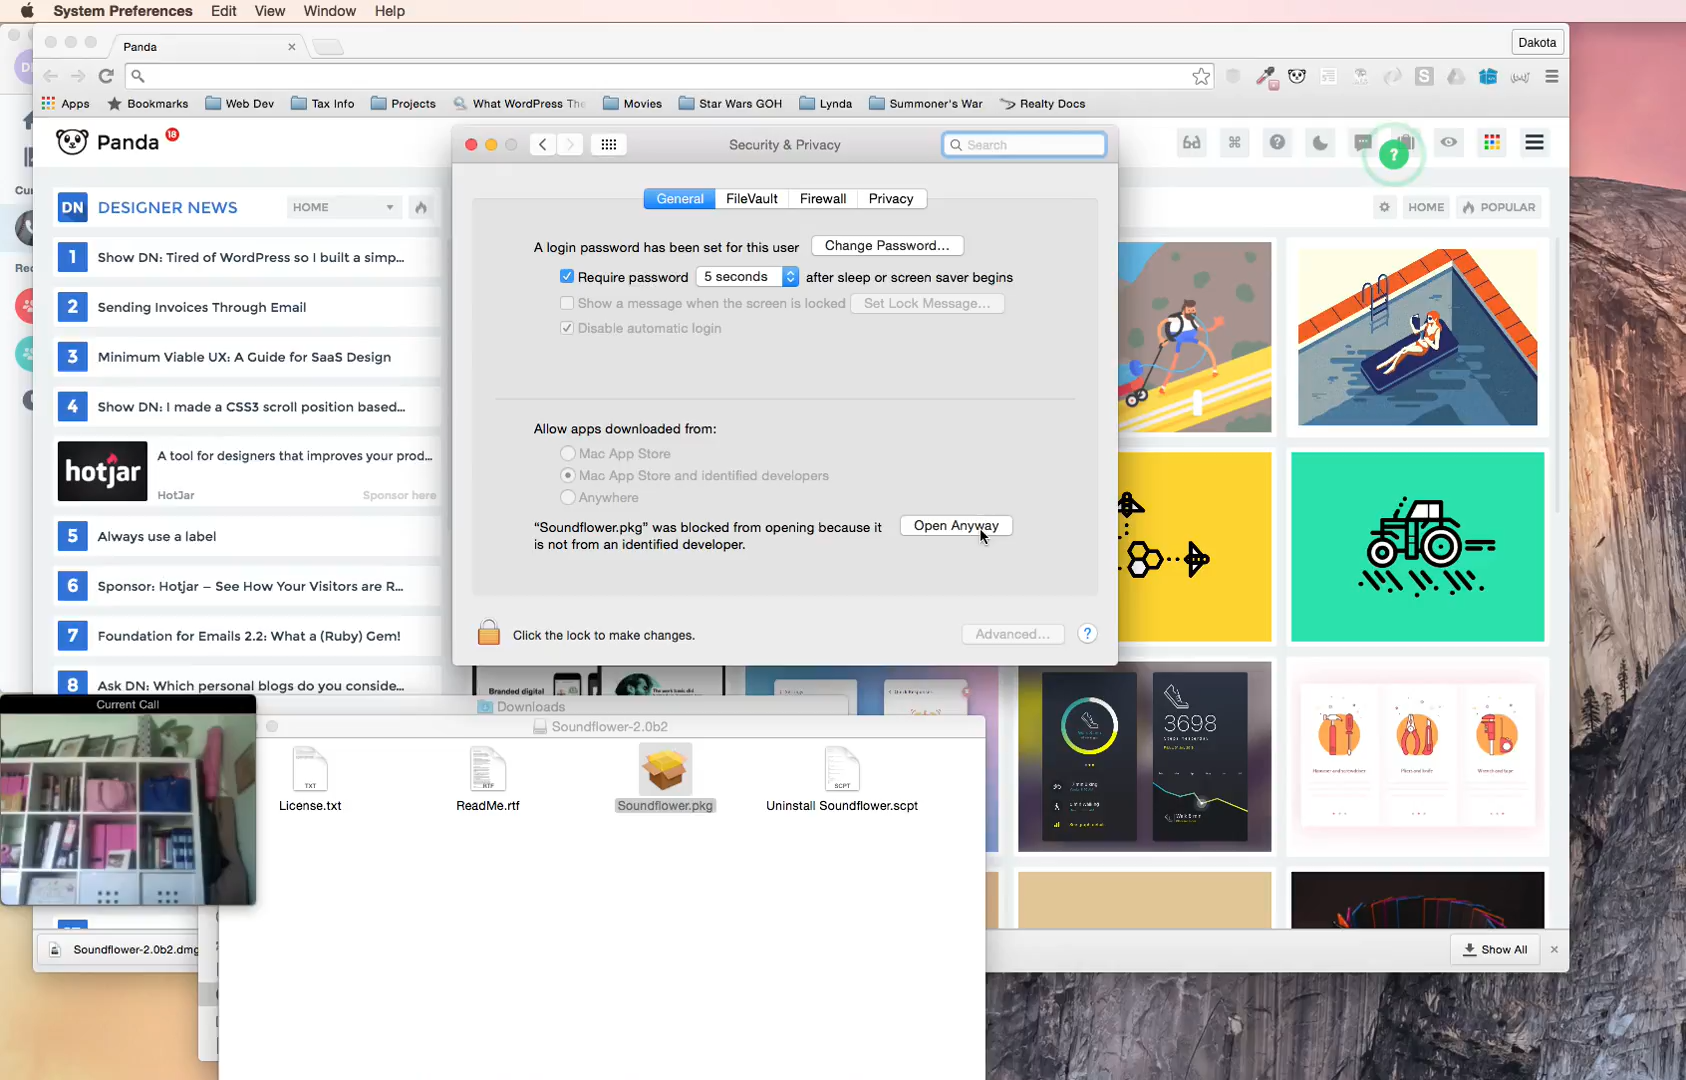 System Preferences Edit View Window Help
Panda
Dakota
Apps Bookmarks Web Dev Tax Info Projects What WordPress The Movies Star Wars GOH Lynda Summoner's War Realty Docs
Panda 18
DN DESIGNER NEWS HOME
1 Show DN: Tired of WordPress so I built a simp...
2 Sending Invoices Through Email
3 Minimum Viable UX: A Guide for SaaS Design
4 Show DN: I made a CSS3 scroll position based...
hotjar A tool for designers that improves your prod...
HotJar Sponsor here
5 Always use a label
6 Sponsor: Hotjar – See How Your Visitors are R...
7 Foundation for Emails 2.2: What a (Ruby) Gem!
8 Ask DN: Which personal blogs do you conside...
Security & Privacy
Search
General FileVault Firewall Privacy
A login password has been set for this user Change Password...
Require password 5 seconds after sleep or screen saver begins
Show a message when the screen is locked Set Lock Message...
Disable automatic login
Allow apps downloaded from:
Mac App Store
Mac App Store and identified developers
Anywhere
“Soundflower.pkg” was blocked from opening because it
is not from an identified developer.
Open Anyway
Click the lock to make changes.
Advanced... ?
HOME POPULAR
Branded digital
3698
Current Call
Downloads
Soundflower-2.0b2
TXT
License.txt
RTF
ReadMe.rtf
Soundflower.pkg
SCPT
Uninstall Soundflower.scpt
Soundflower-2.0b2.dmg
Show All